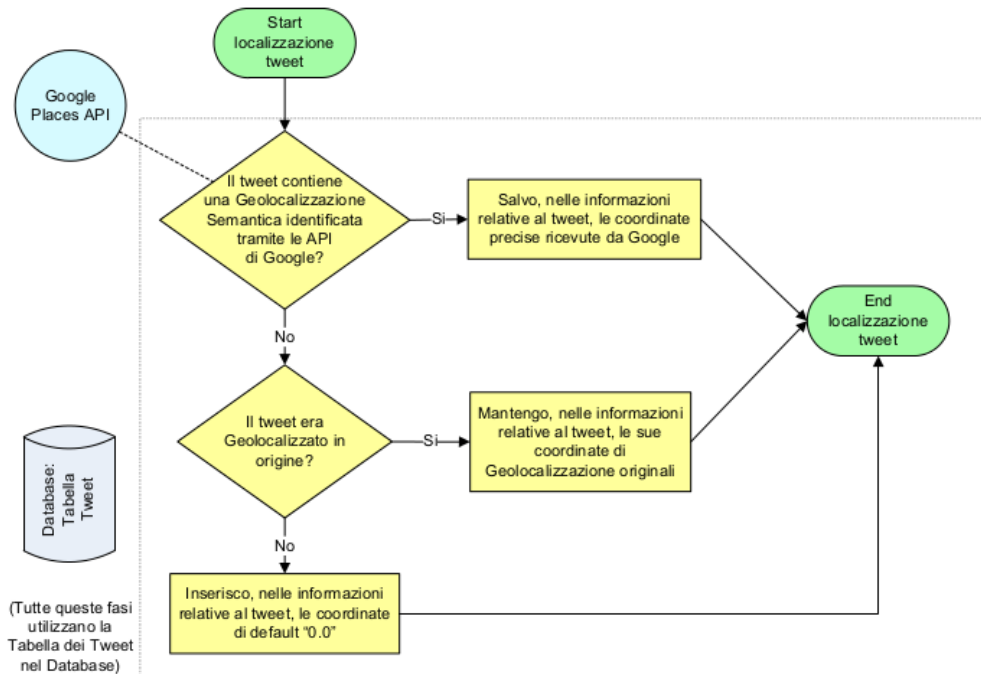 Start
localizzazione
tweet
Google
Places API
Il tweet contiene
una Geolocalizzazione
Semantica identificata
tramite le API
di Google?
Si
Salvo, nelle informazioni
relative al tweet, le coordinate
precise ricevute da Google
End
localizzazione
tweet
No
Il tweet era
Geolocalizzato in
origine?
Si
Mantengo, nelle informazioni
relative al tweet, le sue
coordinate di
Geolocalizzazione originali
Database:
Tabella
Tweet
No
Inserisco, nelle informazioni
relative al tweet, le coordinate
di default “0.0”
(Tutte queste fasi
utilizzano la
Tabella dei Tweet
nel Database)